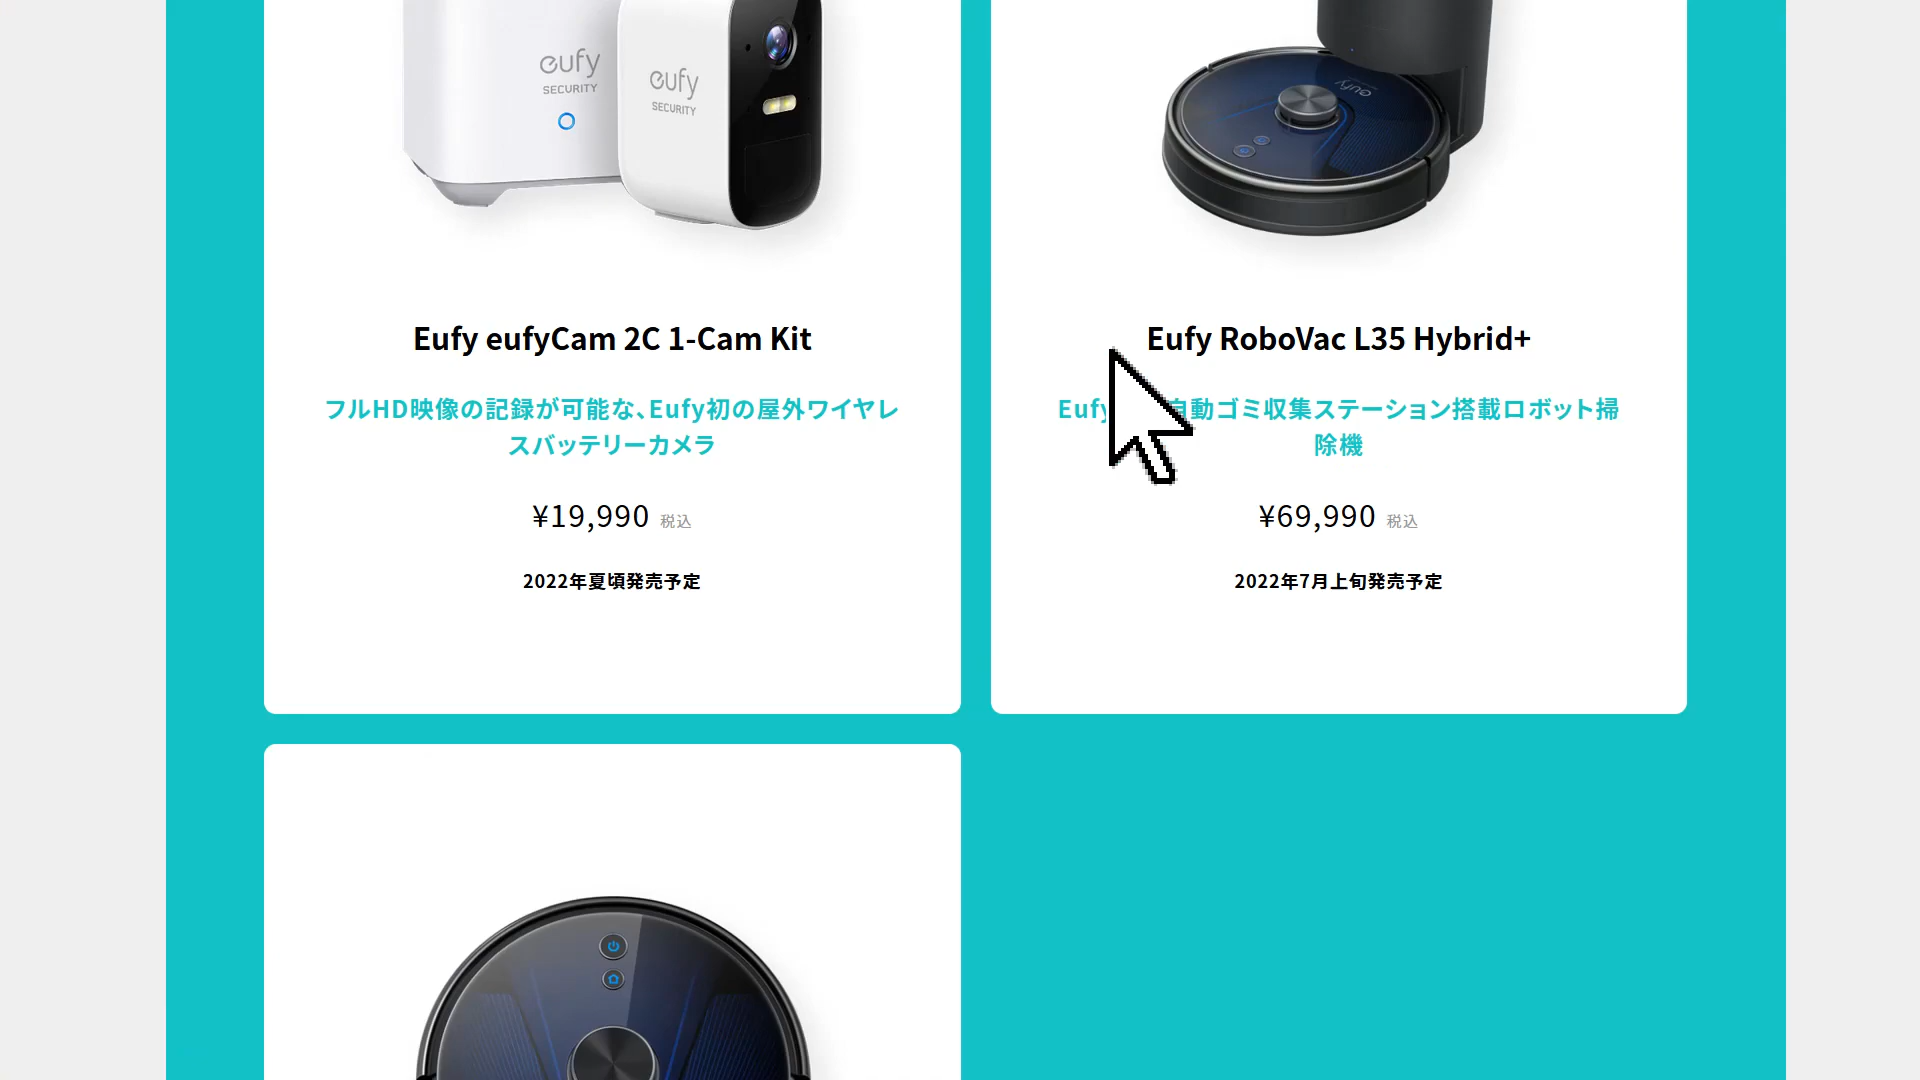 eufy
SECURITY
eufy
SECURITY
eufy
Eufy eufyCam 2C 1-Cam Kit
フルHD映像の記録が可能な、Eufy初の屋外ワイヤレ
スバッテリーカメラ
¥19,990 税込
2022年夏頃発売予定
Eufy RoboVac L35 Hybrid+
Eufy 自動ゴミ収集ステーション搭載ロボット掃
除機
¥69,990 税込
2022年7月上旬発売予定